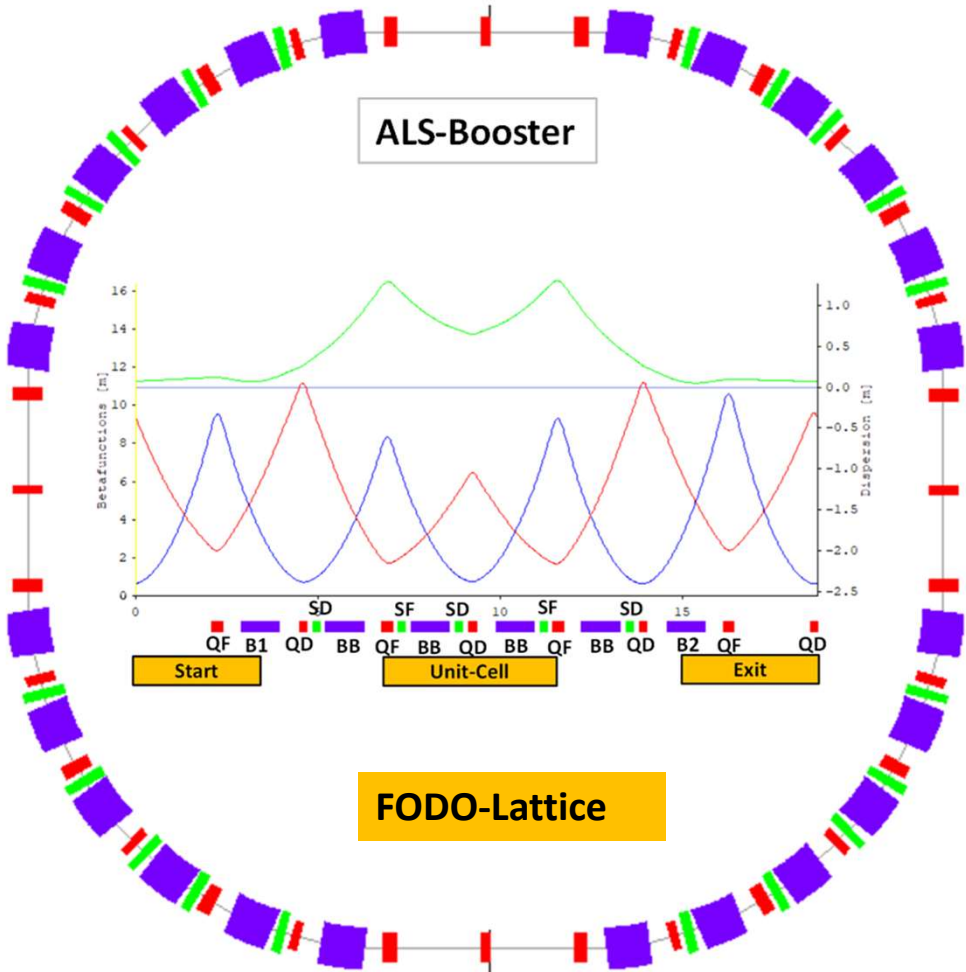 ALS-Booster
Betafunctions [m]
16
14
12
10
8
6
4
2
0
1.0
0.5
0.0
-0.5
-1.0
-1.5
-2.0
-2.5
Dispersion [m]
0 10 15
SD SF SD SF SD
QF B1 QD BB QF BB QD BB QF BB QD B2 QF QD
Start Unit-Cell Exit
FODO-Lattice